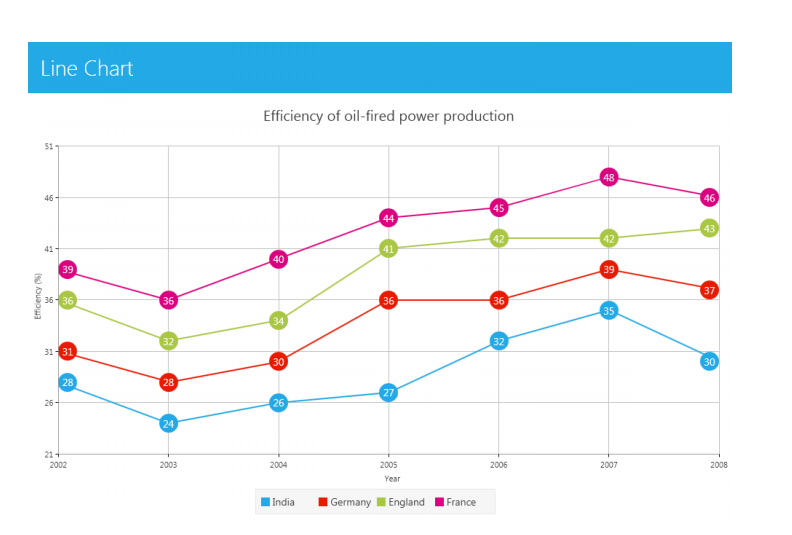 Line Chart
Efficiency of oil-fired power production
51
46
41
36
31
26
21
Efficiency (%)
39 36 40 44 45 48 46
36 32 34 41 42 42 43
31 28 30 36 36 39 37
28 24 26 27 32 35 30
2002 2003 2004 2005 2006 2007 2008
Year
India Germany England France